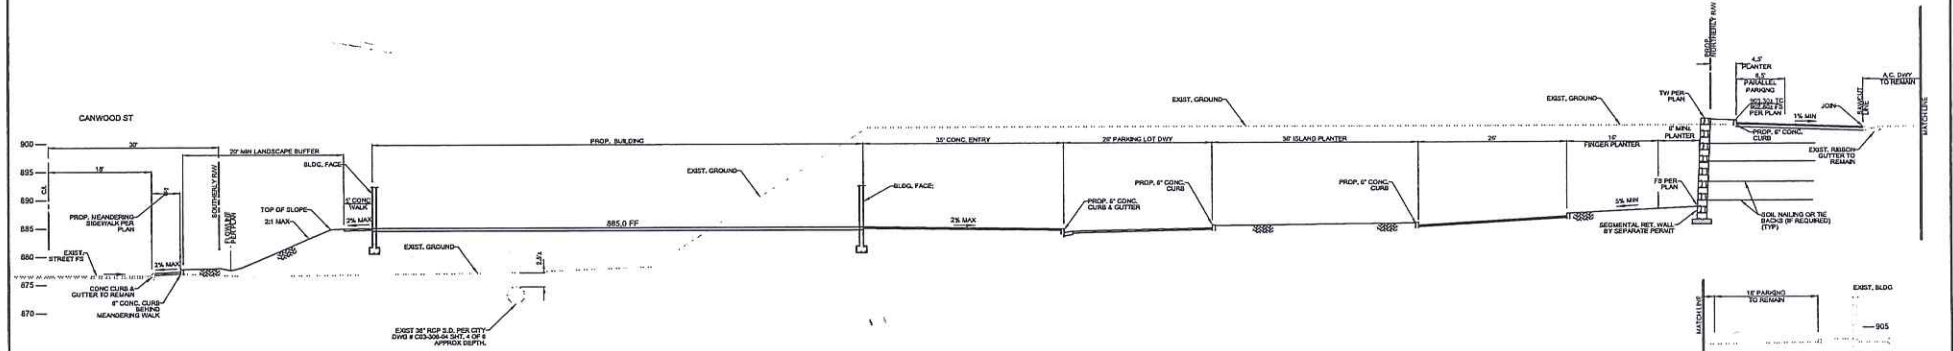 CANWOOD ST
900
895
890
885
880
875
870
30'
18'
20' MIN LANDSCAPE BUFFER
SOUTHERLY R/W
FLOWLINE
PER PLAN
PROP. MEANDERING
SIDEWALK PER
PLAN
EXIST.
STREET FS
2% MAX
CONC CURB &
GUTTER TO REMAIN
6" CONC. CURB
BEHIND
MEANDERING WALK
TOP OF SLOPE
2:1 MAX
BLDG. FACE
5' CONC
WALK
2% MAX
PROP. BUILDING
885.0 FF
EXIST. GROUND
EXIST. GROUND
EXIST 36" RCP S.D. PER CITY
APPROX DEPTH.
BLDG. FACE
35' CONC. ENTRY
2% MAX
EXIST. GROUND
26' PARKING LOT DWY
PROP. 6" CONC.
CURB & GUTTER
PROP. 6" CONC.
CURB
36' ISLAND PLANTER
PROP. 6" CONC.
CURB
26'
16'
FINGER PLANTER
EXIST. GROUND
5% MIN
TW PER
PLAN
6' MIN.
PLANTER
FS PER
PLAN
SEGMENTAL RET. WALL
BY SEPARATE PERMIT
PROP.
NORTHERLY R/W
4.5'
PLANTER
8.5'
PARALLEL
PARKING
PER PLAN
PROP. 6" CONC.
CURB
1% MIN
JOIN
SAWCUT
LINE
A.C. DWY
TO REMAIN
EXIST. RIBBON
GUTTER TO
REMAIN
SOIL NAILING OR TIE
BACKS (IF REQUIRED)
(TYP)
MATCH LINE
MATCH LINE
18' PARKING
TO REMAIN
EXIST. BLDG
905